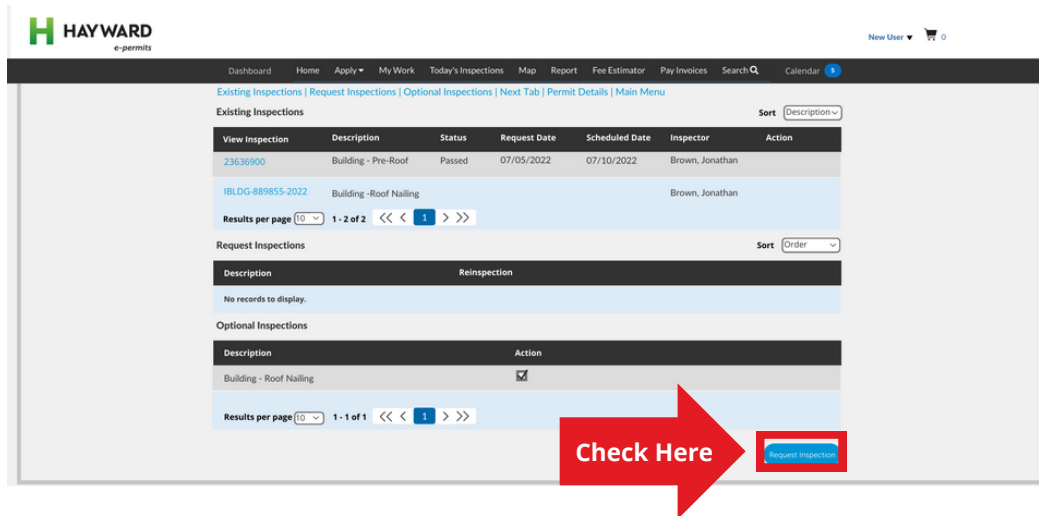 HAYWARD
e-permits
New User ▼ 0
Dashboard Home Apply▾ My Work Today's Inspections Map Report Fee Estimator Pay Invoices Search Calendar 5
Existing Inspections | Request Inspections | Optional Inspections | Next Tab | Permit Details | Main Menu
Existing Inspections Sort Description
View Inspection Description Status Request Date Scheduled Date Inspector Action
23636900 Building - Pre-Roof Passed 07/05/2022 07/10/2022 Brown, Jonathan
IBLDG-889855-2022 Building -Roof Nailing Brown, Jonathan
Results per page 10 1 - 2 of 2 << < 1 > >>
Request Inspections Sort Order
Description Reinspection
No records to display.
Optional Inspections
Description Action
Building - Roof Nailing
Results per page 10 1 - 1 of 1 << < 1 > >>
Check Here
Request Inspection